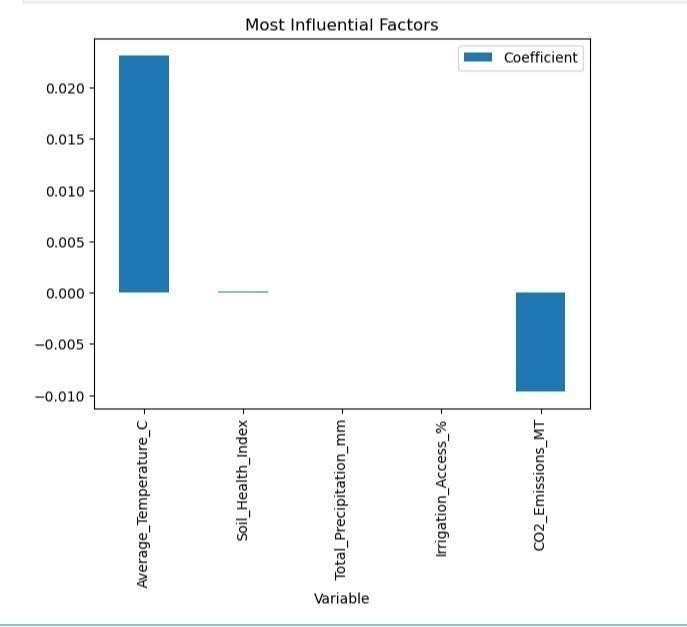 Most Influential Factors
Coefficient
0.020
0.015
0.010
0.005
0.000
−0.005
−0.010
Average_Temperature_C
Soil_Health_Index
Total_Precipitation_mm
Irrigation_Access_%
CO2_Emissions_MT
Variable